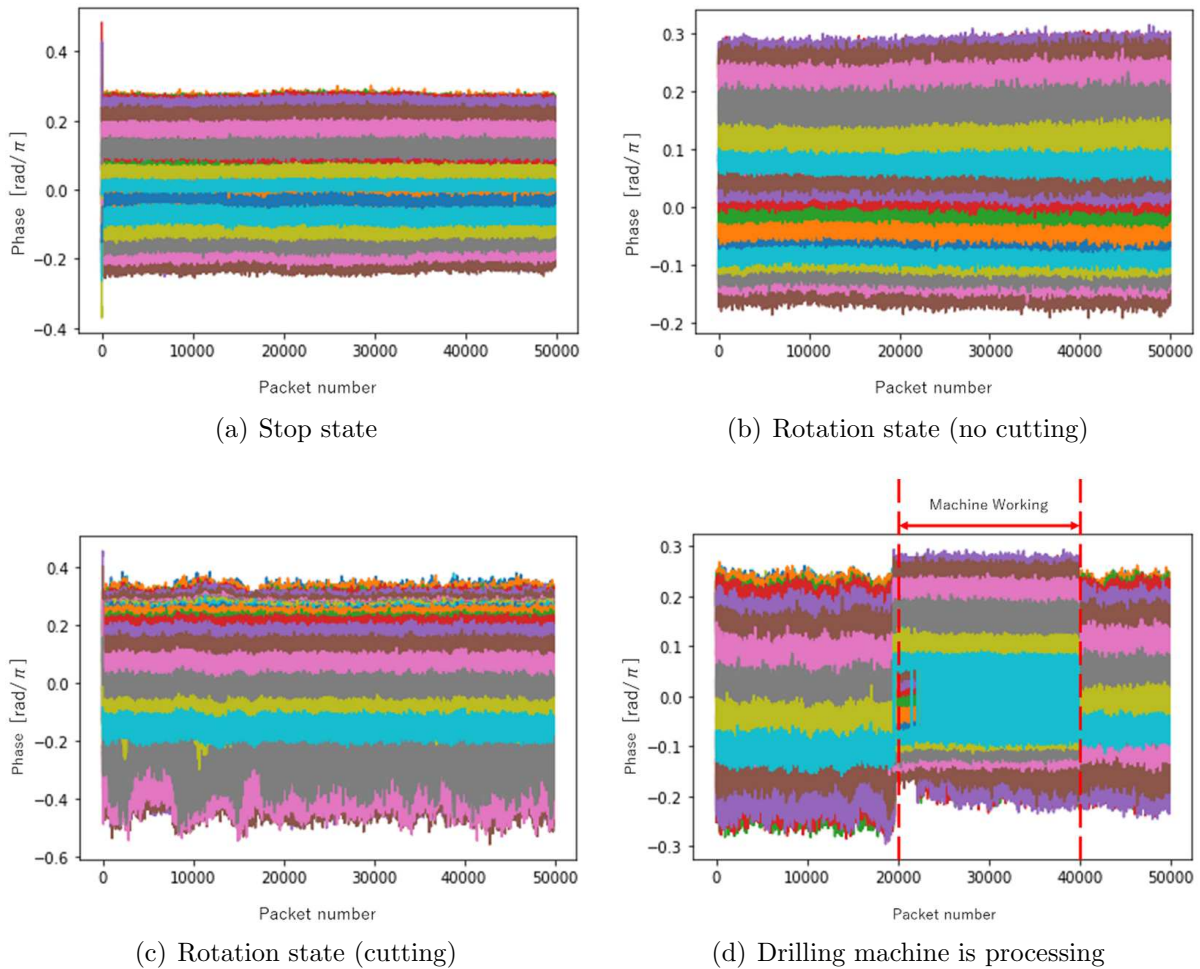 0.4
0.2
0.0
−0.2
−0.4
Phase [rad/π]
0 10000 20000 30000 40000 50000
Packet number
(a) Stop state
0.3
0.2
0.1
0.0
−0.1
−0.2
Phase [rad/π]
0 10000 20000 30000 40000 50000
Packet number
(b) Rotation state (no cutting)
0.4
0.2
0.0
−0.2
−0.4
−0.6
Phase [rad/π]
0 10000 20000 30000 40000 50000
Packet number
(c) Rotation state (cutting)
Machine Working
0.3
0.2
0.1
0.0
−0.1
−0.2
−0.3
Phase [rad/π]
0 10000 20000 30000 40000 50000
Packet number
(d) Drilling machine is processing